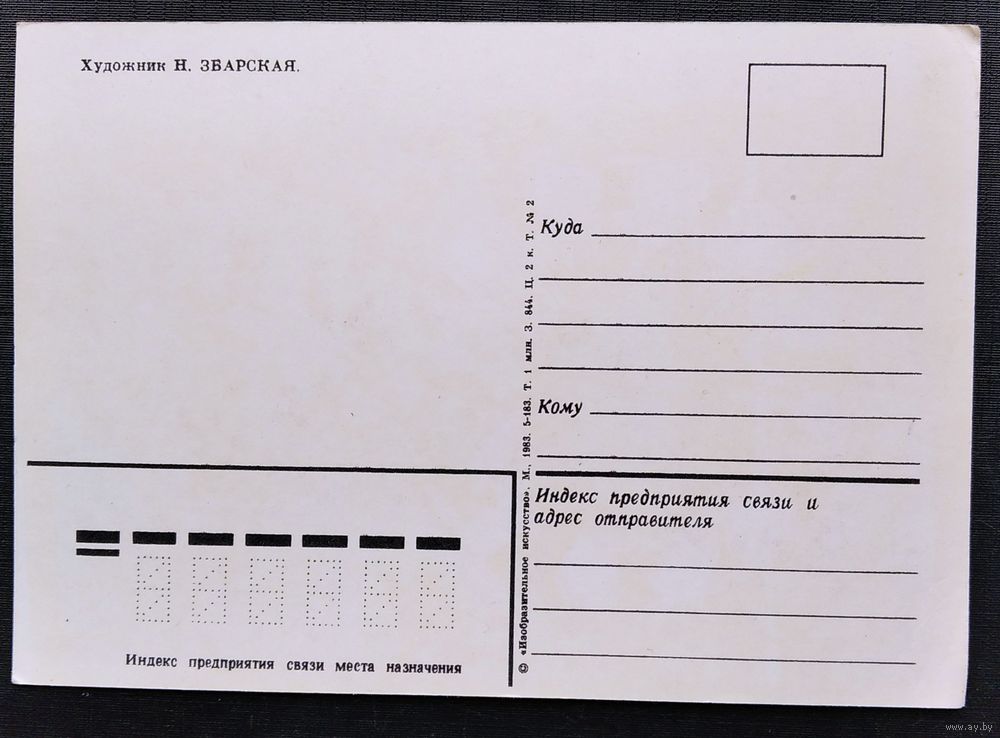 Художник Н. ЗБАРСКАЯ.
Куда
Кому
Индекс предприятия связи и
адрес отправителя
© «Изобразительное искусство». М., 1983. 5-183. Т. 1 млн. З. 844. Ц. 2 к. Т. № 2
Индекс предприятия связи места назначения
www.ay.by